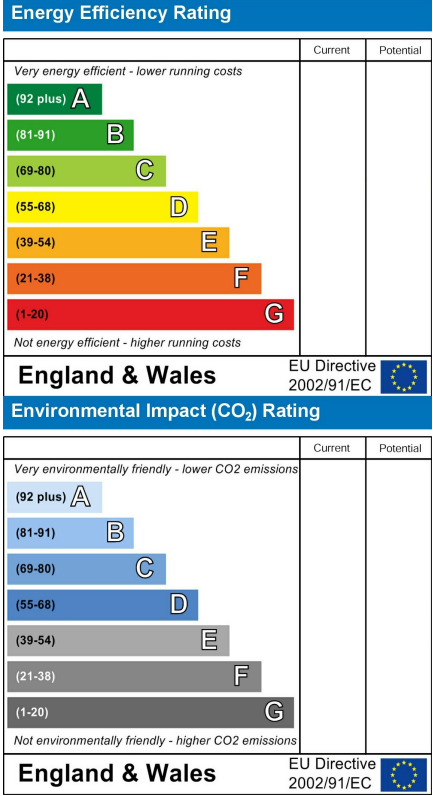 Energy Efficiency Rating
Current Potential
Very energy efficient - lower running costs
(92 plus) A
(81-91) B
(69-80) C
(55-68) D
(39-54) E
(21-38) F
(1-20) G
Not energy efficient - higher running costs
England & Wales
EU Directive
2002/91/EC
Environmental Impact (CO₂) Rating
Current Potential
Very environmentally friendly - lower CO2 emissions
(92 plus) A
(81-91) B
(69-80) C
(55-68) D
(39-54) E
(21-38) F
(1-20) G
Not environmentally friendly - higher CO2 emissions
England & Wales
EU Directive
2002/91/EC